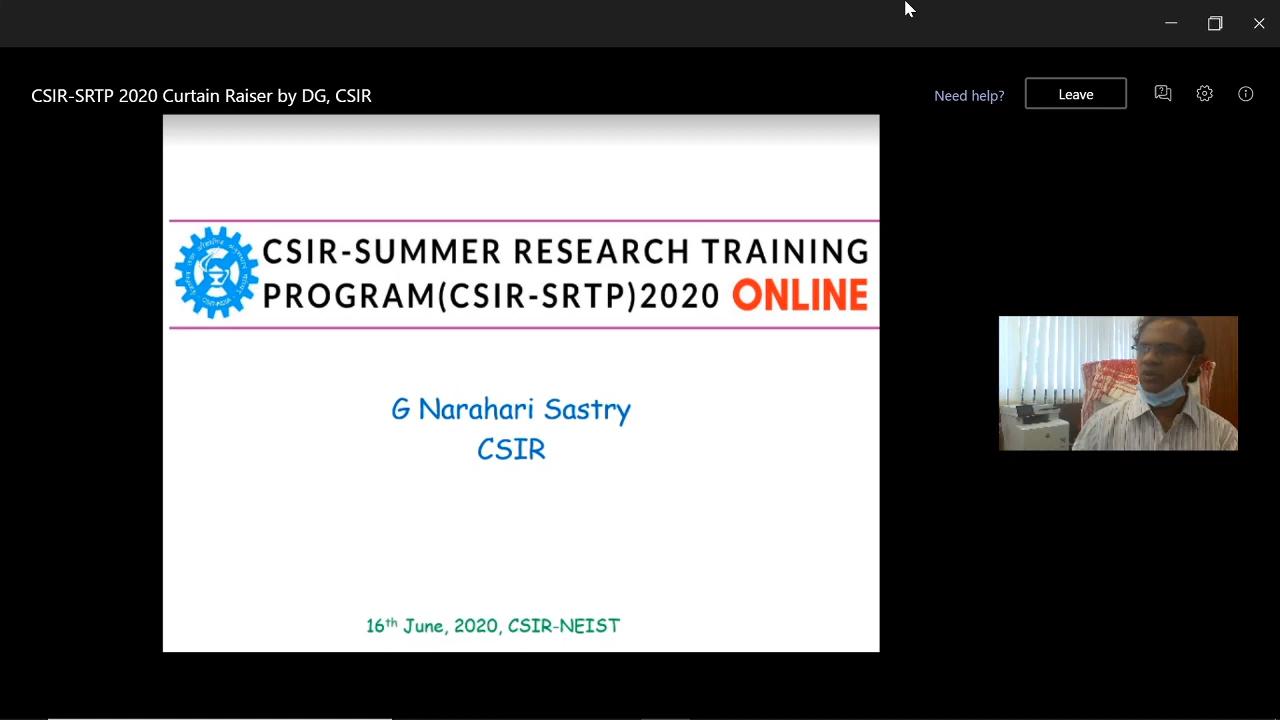 CSIR-SRTP 2020 Curtain Raiser by DG, CSIR
Need help?
Leave
CSIR-SUMMER RESEARCH TRAINING
PROGRAM(CSIR-SRTP)2020 ONLINE
G Narahari Sastry
CSIR
16th June, 2020, CSIR-NEIST